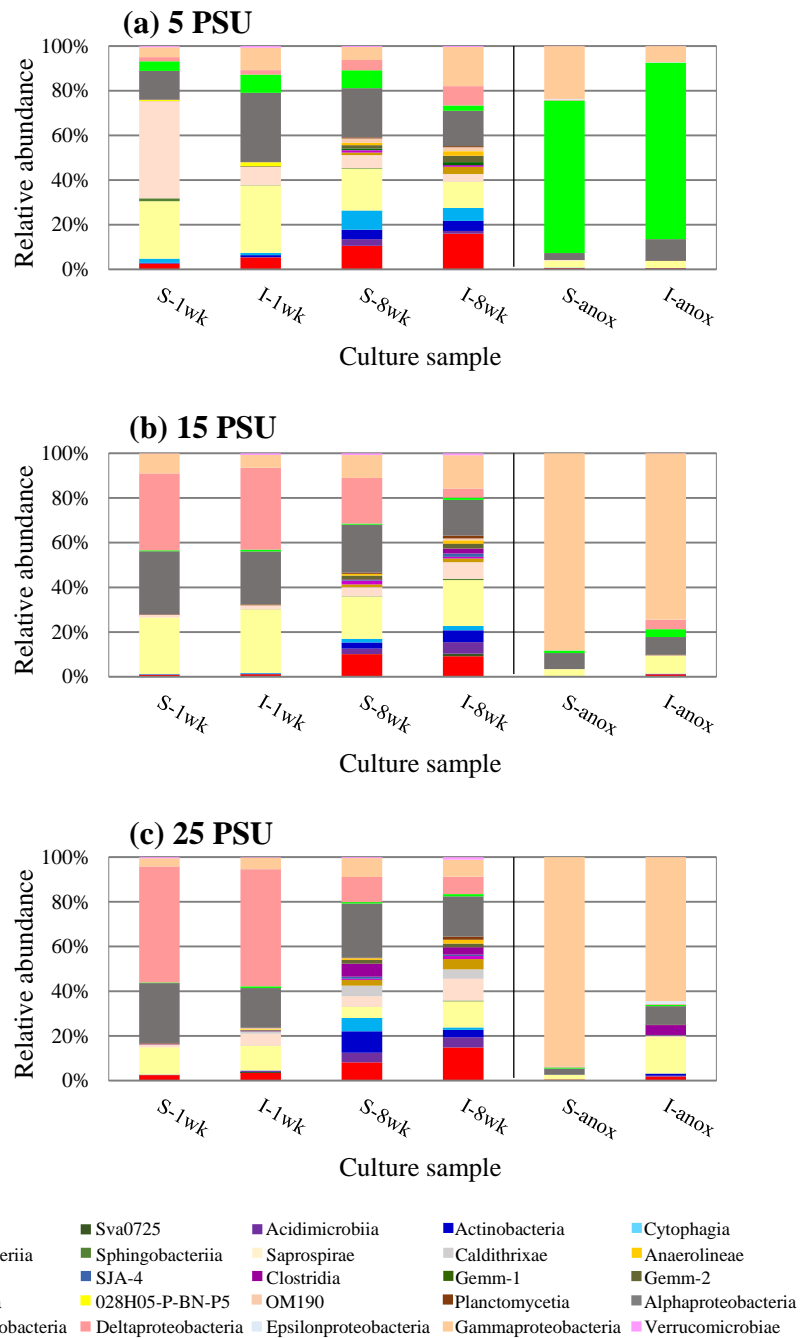 (a) 5 PSU
100%
80%
60%
40%
20%
0%
Relative abundance
S-1wk I-1wk S-8wk I-8wk S-anox I-anox
Culture sample
(b) 15 PSU
100%
80%
60%
40%
20%
0%
Relative abundance
S-1wk I-1wk S-8wk I-8wk S-anox I-anox
Culture sample
(c) 25 PSU
100%
80%
60%
40%
20%
0%
Relative abundance
S-1wk I-1wk S-8wk I-8wk S-anox I-anox
Culture sample
Sva0725 Acidimicrobiia Actinobacteria Cytophagia
eriia Sphingobacteriia Saprospirae Caldithrixae Anaerolineae
SJA-4 Clostridia Gemm-1 Gemm-2
028H05-P-BN-P5 OM190 Planctomycetia Alphaproteobacteria
obacteria Deltaproteobacteria Epsilonproteobacteria Gammaproteobacteria Verrucomicrobiae